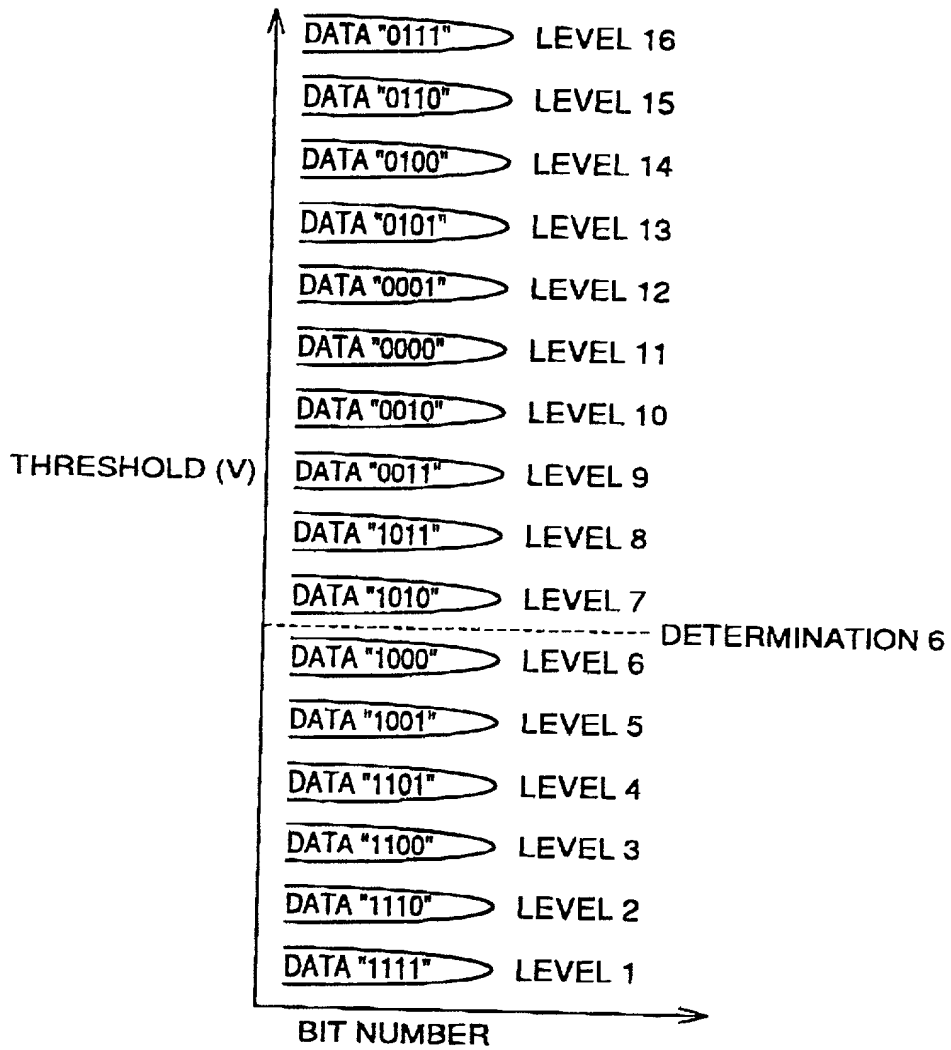 DATA "0111" LEVEL 16
DATA "0110" LEVEL 15
DATA "0100" LEVEL 14
DATA "0101" LEVEL 13
DATA "0001" LEVEL 12
DATA "0000" LEVEL 11
DATA "0010" LEVEL 10
THRESHOLD (V)
DATA "0011" LEVEL 9
DATA "1011" LEVEL 8
DATA "1010" LEVEL 7
DETERMINATION 6
DATA "1000" LEVEL 6
DATA "1001" LEVEL 5
DATA "1101" LEVEL 4
DATA "1100" LEVEL 3
DATA "1110" LEVEL 2
DATA "1111" LEVEL 1
BIT NUMBER